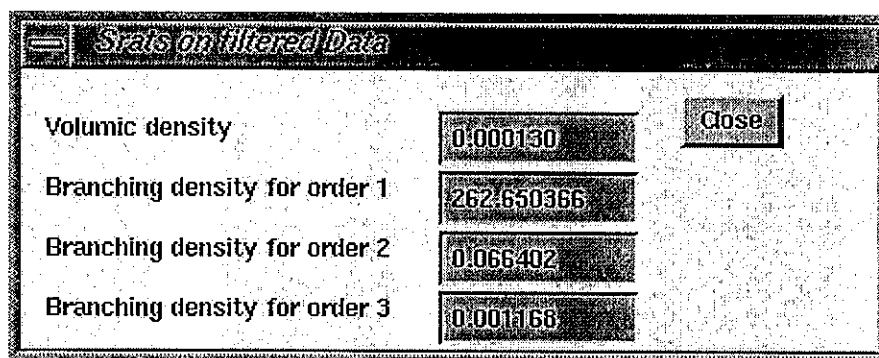 Srats on filtered Data
Volumic density 0.000130 Close
Branching density for order 1 262.650366
Branching density for order 2 0.066402
Branching density for order 3 0.001168